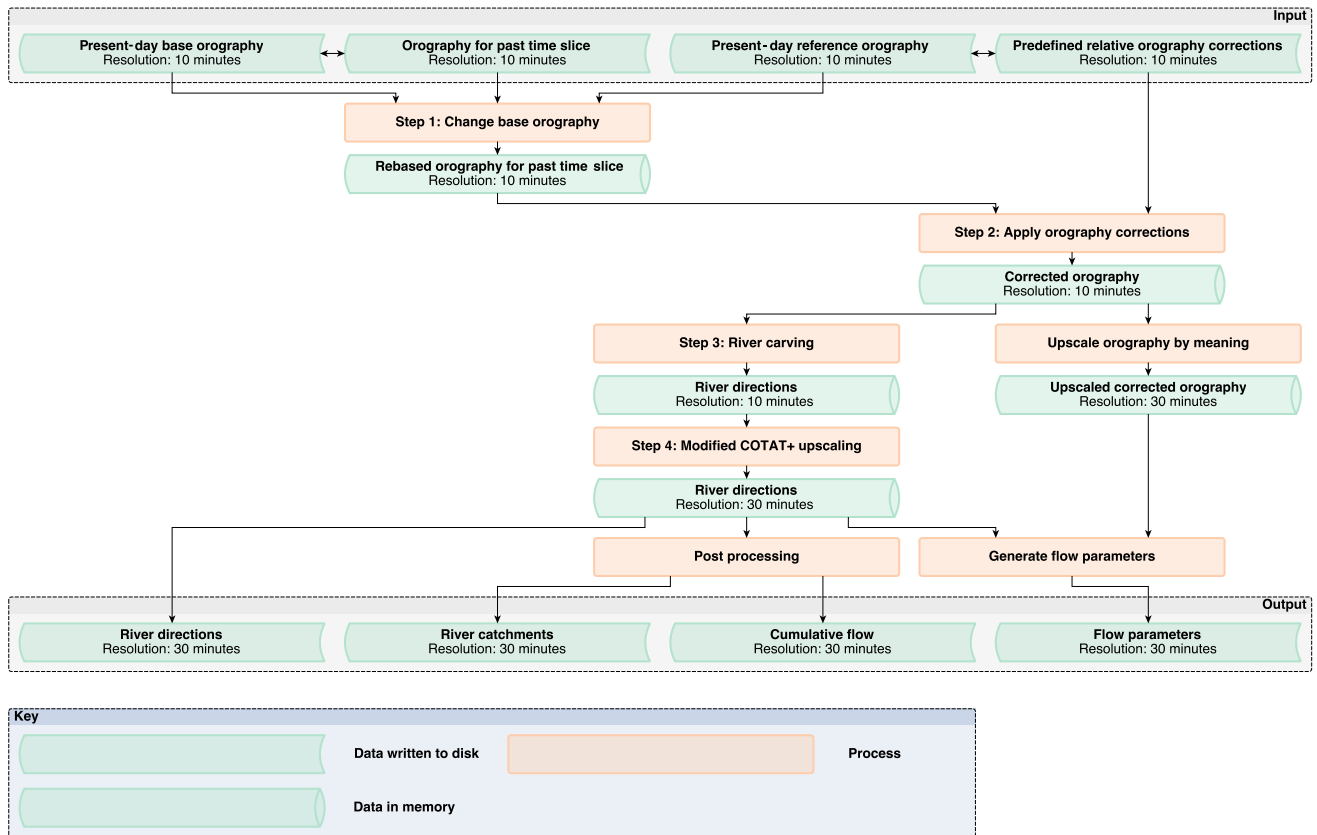 Input
Present-day base orography
Resolution: 10 minutes
Orography for past time slice
Resolution: 10 minutes
Present-day reference orography
Resolution: 10 minutes
Predefined relative orography corrections
Resolution: 10 minutes
Step 1: Change base orography
Rebased orography for past time slice
Resolution: 10 minutes
Step 2: Apply orography corrections
Corrected orography
Resolution: 10 minutes
Step 3: River carving
Upscale orography by meaning
River directions
Resolution: 10 minutes
Upscaled corrected orography
Resolution: 30 minutes
Step 4: Modified COTAT+ upscaling
River directions
Resolution: 30 minutes
Post processing
Generate flow parameters
Output
River directions
Resolution: 30 minutes
River catchments
Resolution: 30 minutes
Cumulative flow
Resolution: 30 minutes
Flow parameters
Resolution: 30 minutes
Key
Data written to disk
Process
Data in memory